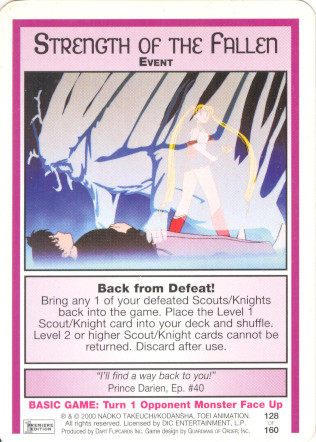 STRENGTH OF THE FALLEN
EVENT
Back from Defeat!
Bring any 1 of your defeated Scouts/Knights
back into the game. Place the Level 1
Scout/Knight card into your deck and shuffle.
Level 2 or higher Scout/Knight cards cannot
be returned. Discard after use.
"I'll find a way back to you!"
Prince Darien, Ep. #40
BASIC GAME: Turn 1 Opponent Monster Face Up
PREMIERE
EDITION
® & © 2000 NAOKO TAKEUCHI/KODANSHA, TOEI ANIMATION.
All rights reserved. Licensed by DIC ENTERTAINMENT, L.P.
Produced by DART FLIPCARDS INC. Game design by GUARDIANS OF ORDER, INC.
128
OF
160